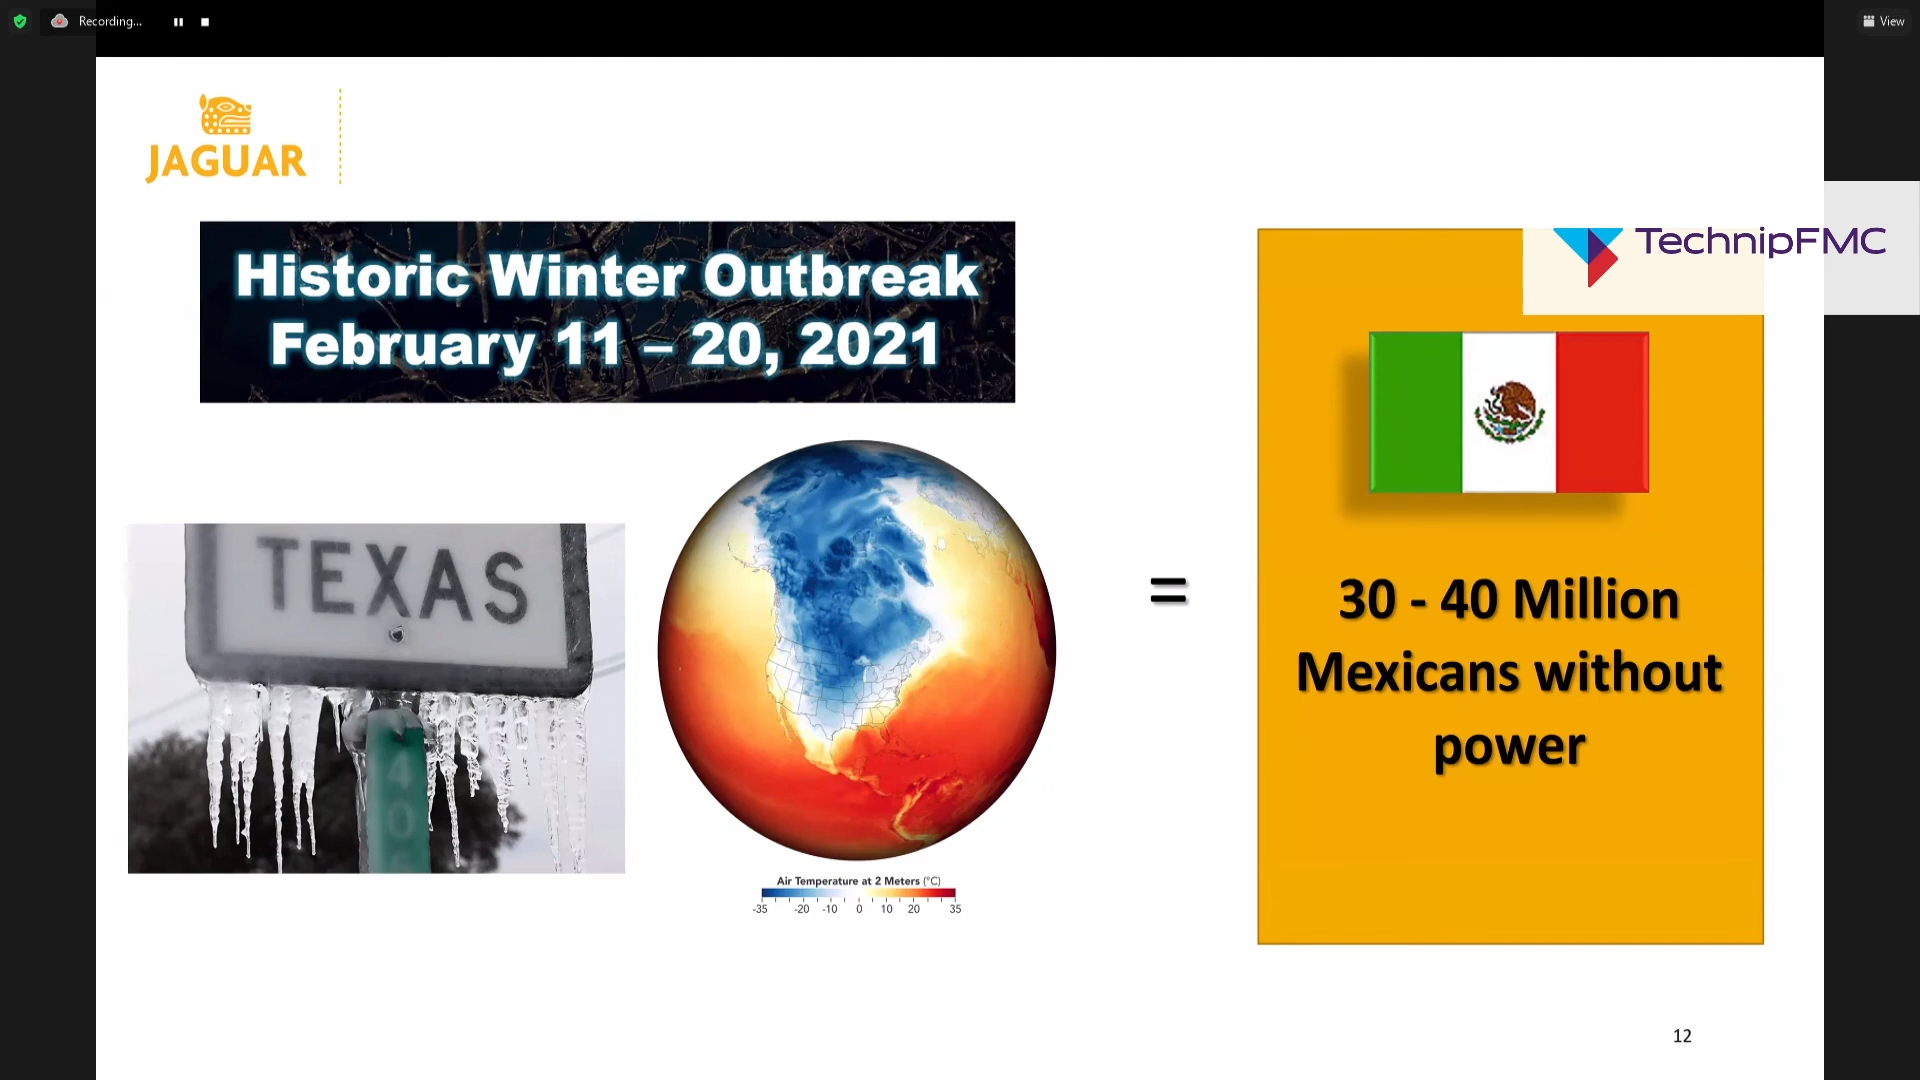 Recording...
View
JAGUAR
TechnipFMC
Historic Winter Outbreak
February 11 – 20, 2021
TEXAS
40
Air Temperature at 2 Meters (°C)
-35 -20 -10 0 10 20 35
=
30 - 40 Million
Mexicans without
power
12